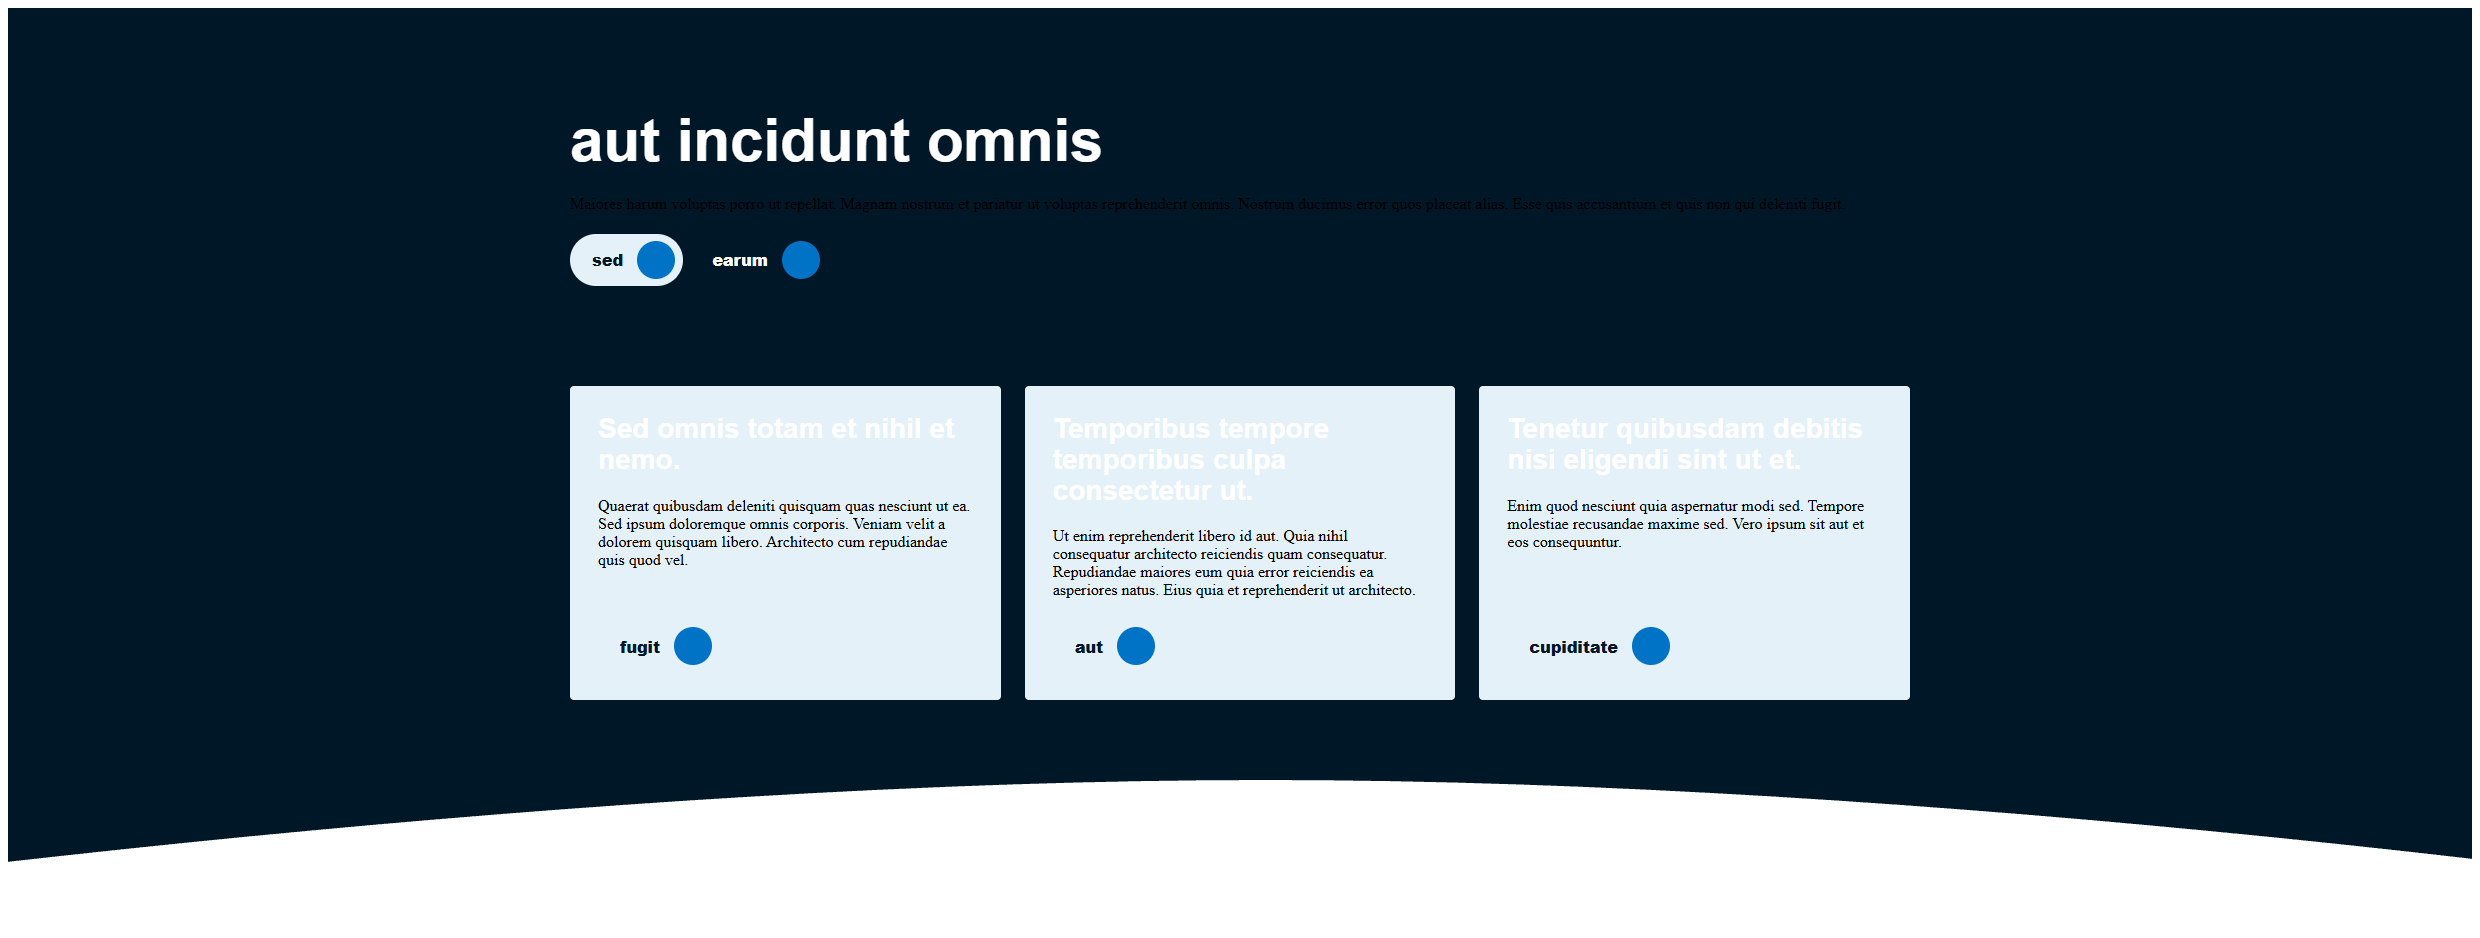 aut incidunt omnis
Maiores harum voluptas porro ut repellat. Magnam nostrum et pariatur ut voluptas reprehenderit omnis. Nostrum ducimus error quos placeat alias. Esse quis accusantium et quis non qui deleniti fugit.
sed
earum
Sed omnis totam et nihil et
nemo.
Quaerat quibusdam deleniti quisquam quas nesciunt ut ea.
Sed ipsum doloremque omnis corporis. Veniam velit a
dolorem quisquam libero. Architecto cum repudiandae
quis quod vel.
fugit
Temporibus tempore
temporibus culpa
consectetur ut.
Ut enim reprehenderit libero id aut. Quia nihil
consequatur architecto reiciendis quam consequatur.
Repudiandae maiores eum quia error reiciendis ea
asperiores natus. Eius quia et reprehenderit ut architecto.
aut
Tenetur quibusdam debitis
nisi eligendi sint ut et.
Enim quod nesciunt quia aspernatur modi sed. Tempore
molestiae recusandae maxime sed. Vero ipsum sit aut et
eos consequuntur.
cupiditate